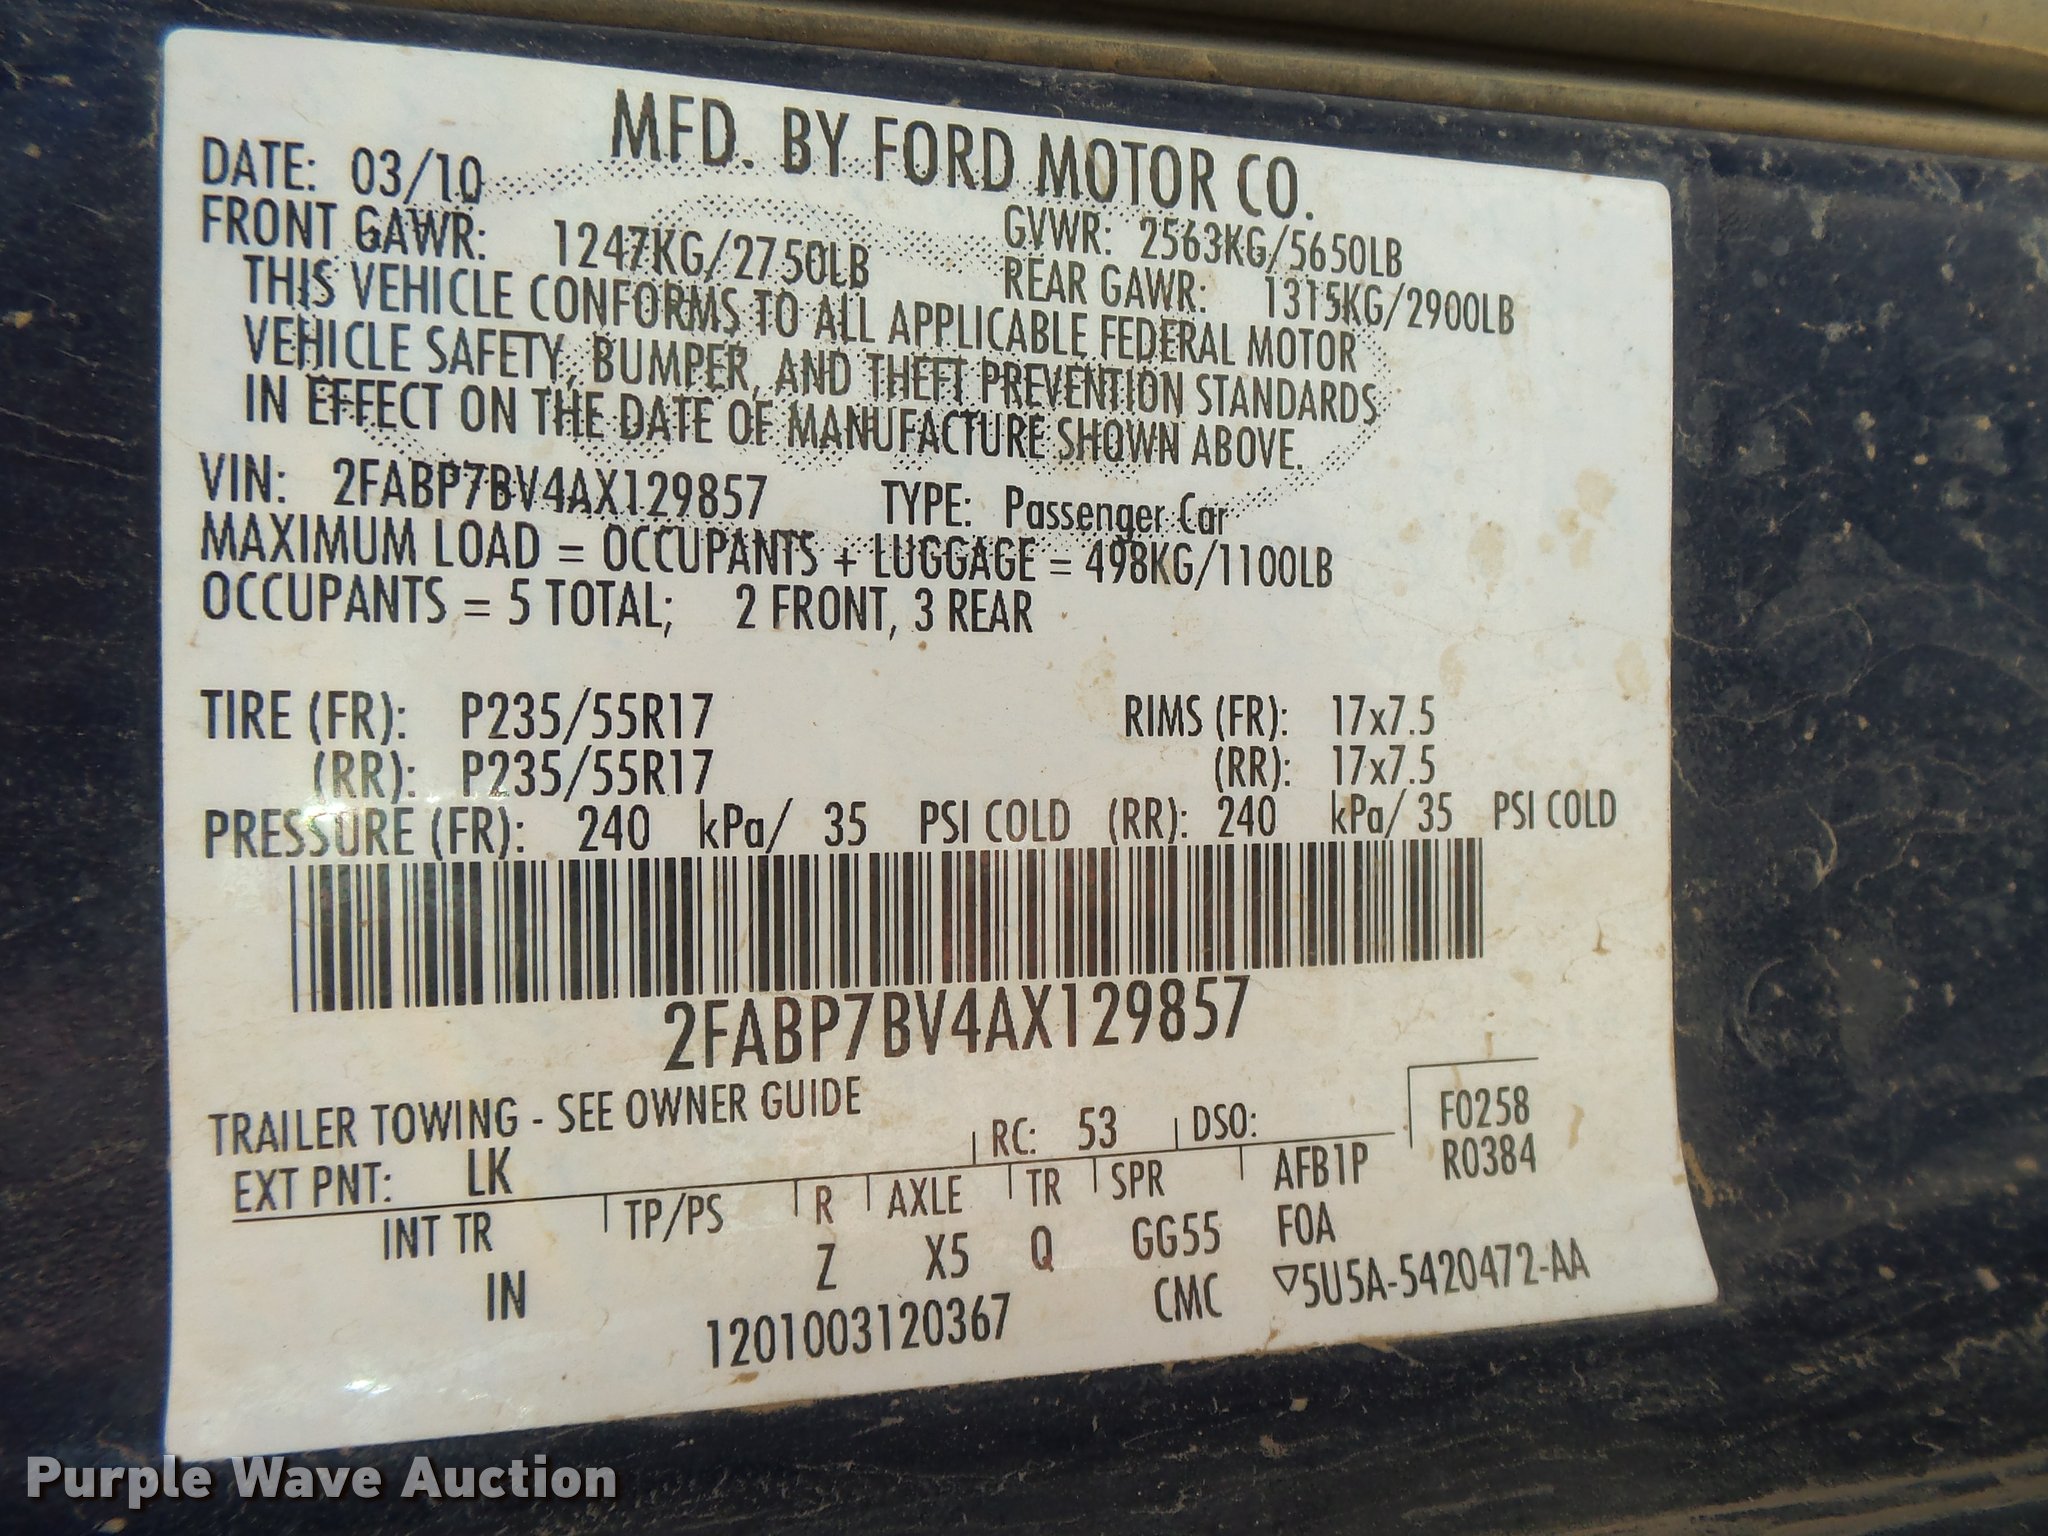 MFD. BY FORD MOTOR CO.
DATE: 03/10
GVWR: 2563KG/5650LB
FRONT GAWR: 1247KG/2750LB
REAR GAWR: 1315KG/2900LB
THIS VEHICLE CONFORMS TO ALL APPLICABLE FEDERAL MOTOR
VEHICLE SAFETY, BUMPER, AND THEFT PREVENTION STANDARDS
IN EFFECT ON THE DATE OF MANUFACTURE SHOWN ABOVE.
VIN: 2FABP7BV4AX129857 TYPE: Passenger Car
MAXIMUM LOAD = OCCUPANTS + LUGGAGE = 498KG/1100LB
OCCUPANTS = 5 TOTAL; 2 FRONT, 3 REAR
TIRE (FR): P235/55R17 RIMS (FR): 17x7.5
(RR): P235/55R17 (RR): 17x7.5
PRESSURE (FR): 240 kPa/ 35 PSI COLD (RR): 240 kPa/ 35 PSI COLD
2FABP7BV4AX129857
TRAILER TOWING - SEE OWNER GUIDE
EXT PNT: LK RC: 53 DSO: F0258
R0384
INT TR TP/PS R AXLE TR SPR AFB1P
IN Z X5 Q GG55 F0A
1201003120367 CMC ▽5U5A-5420472-AA
Purple Wave Auction